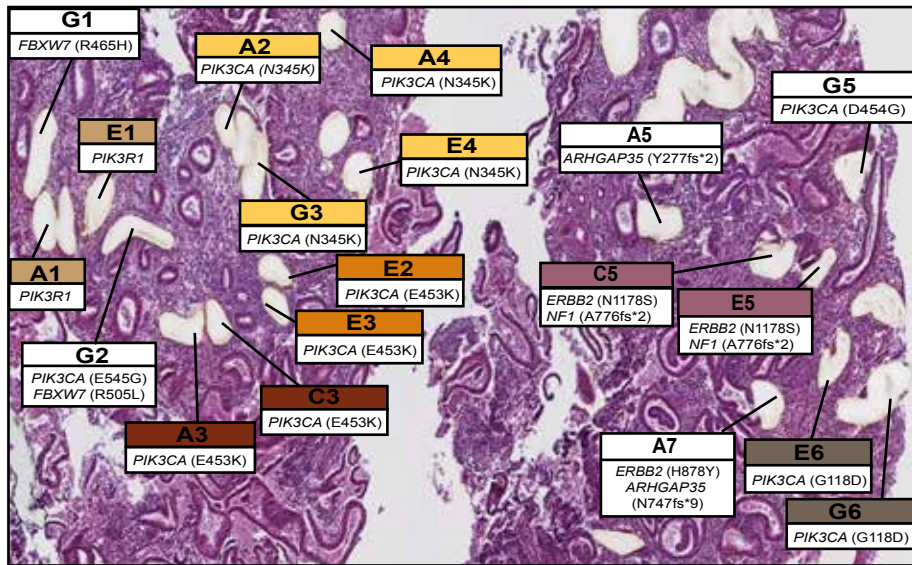 G1
FBXW7 (R465H)
A2
PIK3CA (N345K)
A4
PIK3CA (N345K)
G5
PIK3CA (D454G)
E1
PIK3R1
A5
ARHGAP35 (Y277fs*2)
E4
PIK3CA (N345K)
G3
PIK3CA (N345K)
A1
PIK3R1
E2
PIK3CA (E453K)
C5
ERBB2 (N1178S)
NF1 (A776fs*2)
E5
ERBB2 (N1178S)
NF1 (A776fs*2)
E3
PIK3CA (E453K)
G2
PIK3CA (E545G)
FBXW7 (R505L)
C3
PIK3CA (E453K)
A3
PIK3CA (E453K)
A7
ERBB2 (H878Y)
ARHGAP35
(N747fs*9)
E6
PIK3CA (G118D)
G6
PIK3CA (G118D)